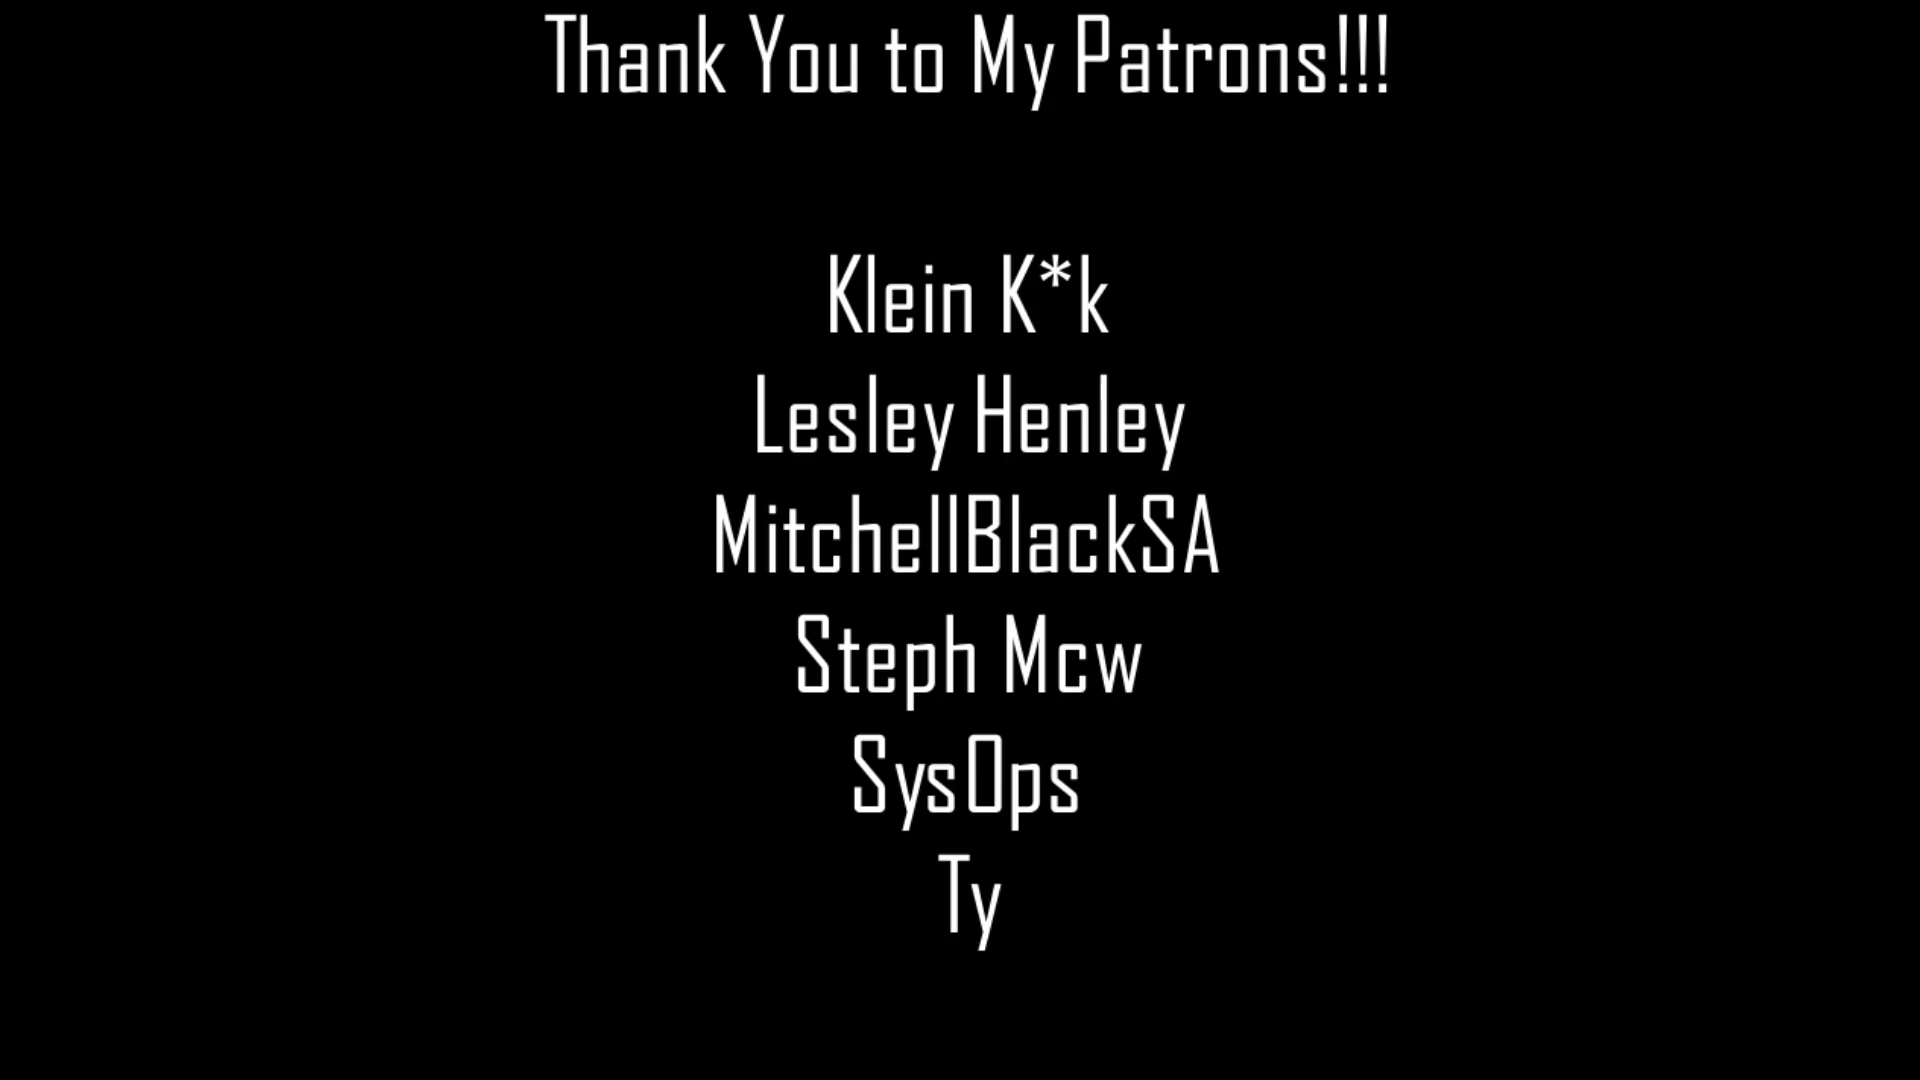 Thank You to My Patrons!!!
Klein K*k
Lesley Henley
MitchellBlackSA
Steph Mcw
SysOps
Ty